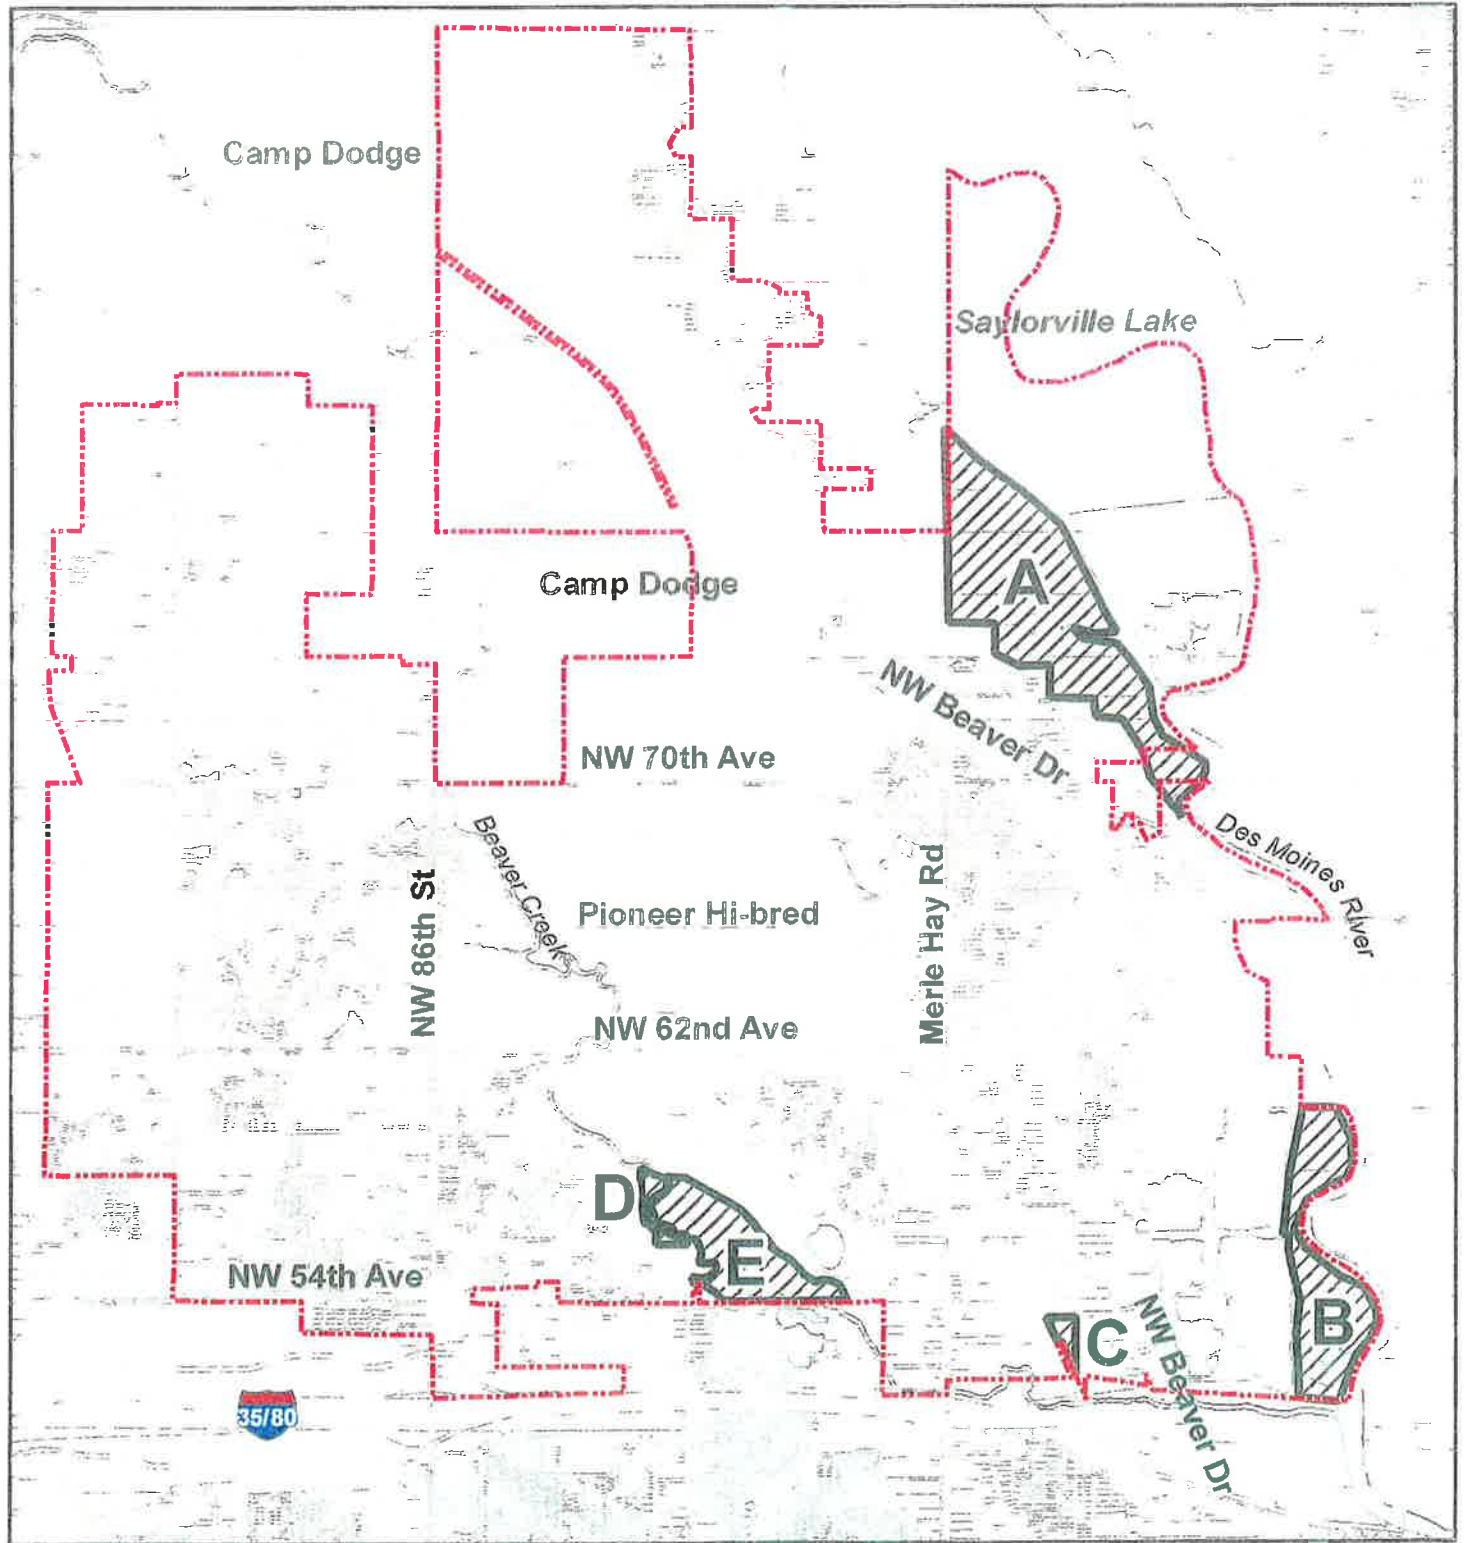 Camp Dodge
Saylorville Lake
A
Camp Dodge
NW Beaver Dr
NW 70th Ave
Des Moines River
Beaver Creek
NW 86th St
Pioneer Hi-bred
Merle Hay Rd
NW 62nd Ave
D
E
NW 54th Ave
B
C
NW Beaver Dr
35/80